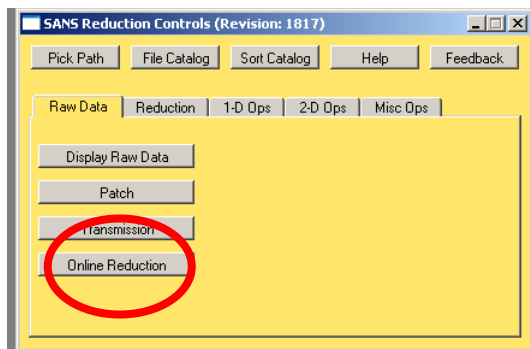 SANS Reduction Controls (Revision: 1817)
Pick Path File Catalog Sort Catalog Help Feedback
Raw Data Reduction 1-D Ops 2-D Ops Misc Ops
Display Raw Data
Patch
Transmission
Online Reduction